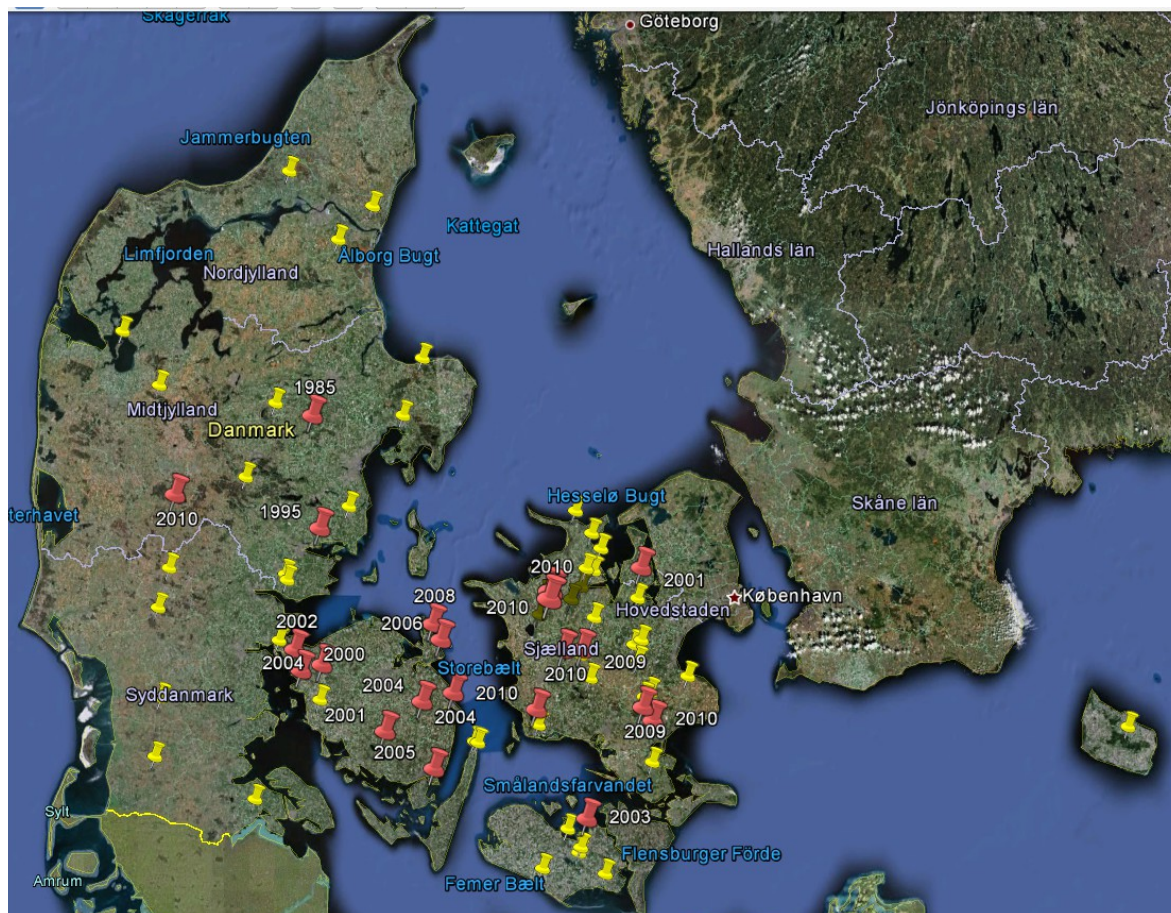 Skagerrak
Göteborg
Jönköpings län
Jammerbugten
Kattegat
Hallands län
Limfjorden
Ålborg Bugt
Nordjylland
1985
Midtjylland
Danmark
Hesselø Bugt
Skåne län
1995
2010
terhavet
2010
2001
København
2010
Hovedstaden
2008
2002
2006
Sjælland
2000
2004
Storebælt
2009
2010
2004
2010
Syddanmark
2001
2004
2010
2009
2005
Smålandsfarvandet
Sylt
2003
Flensburger Förde
Femer Bælt
Amrum